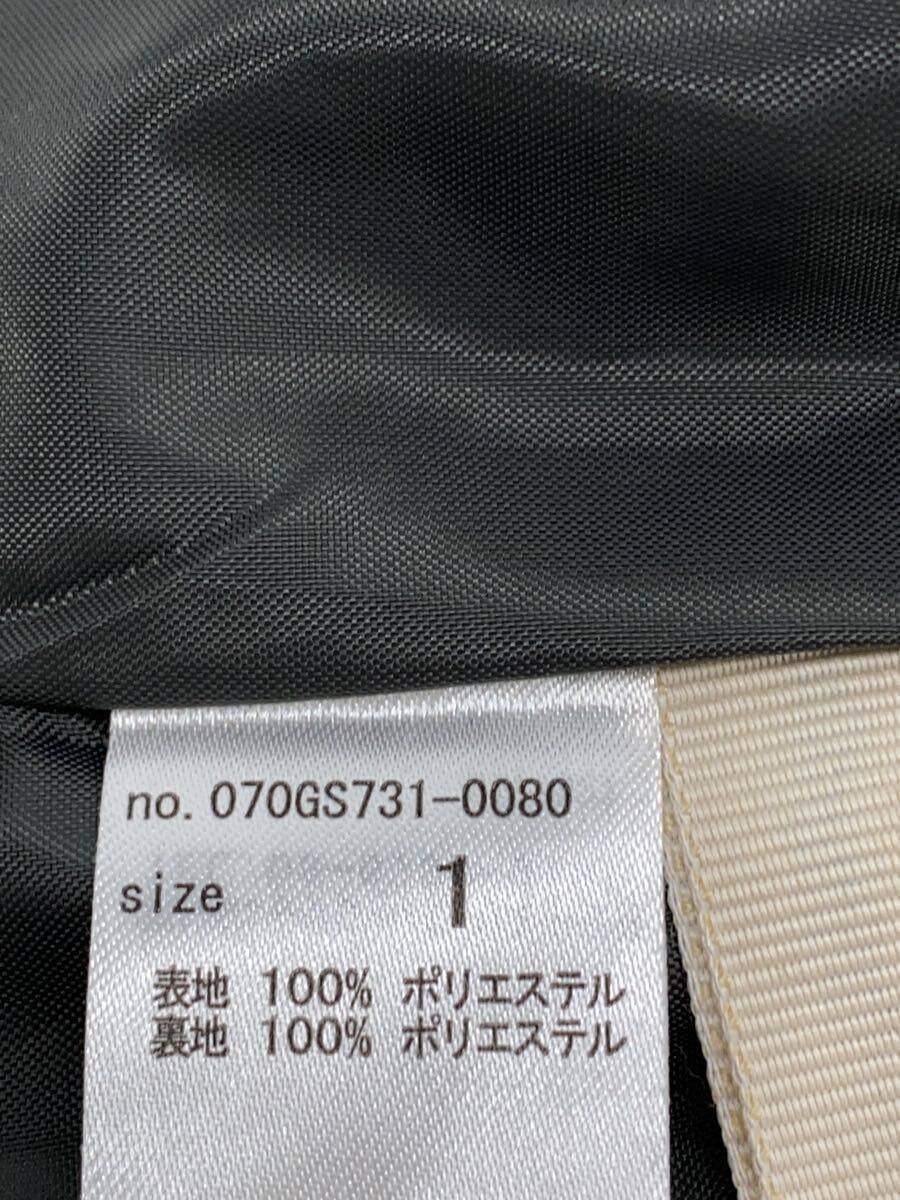 no. 070GS731-0080
size 1
表地 100% ポリエステル
裏地 100% ポリエステル